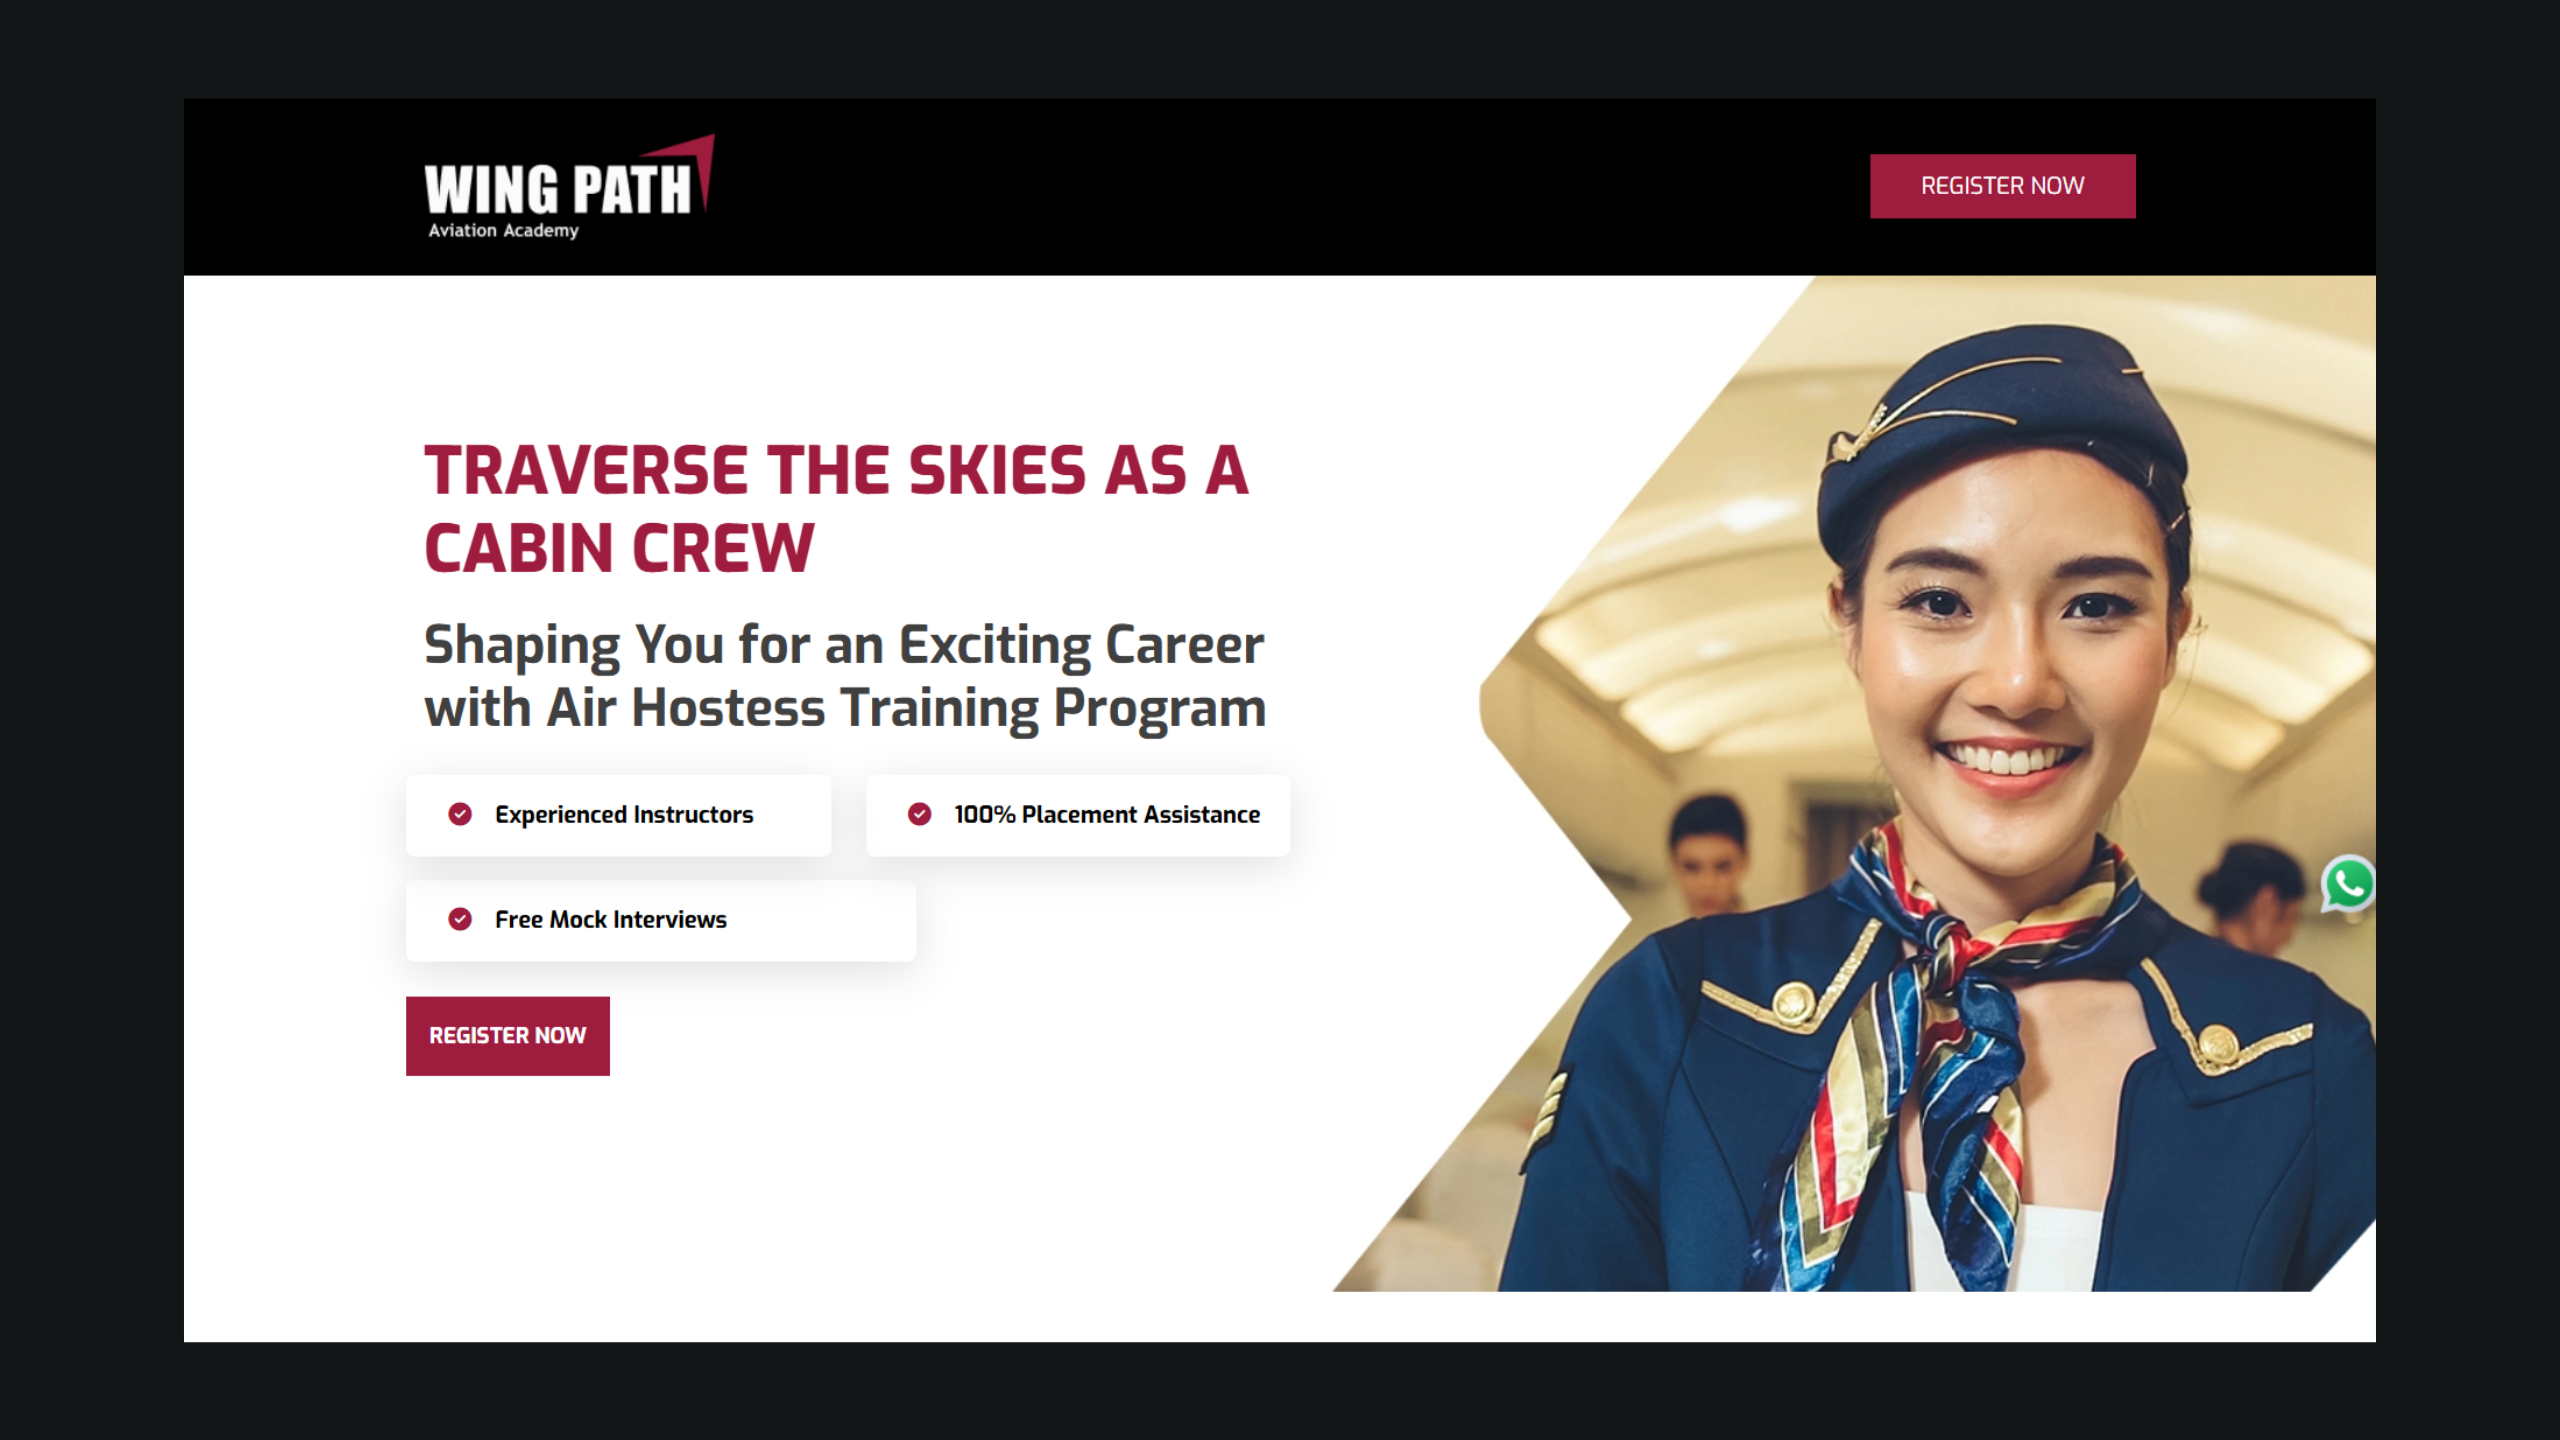 WING PATH
Aviation Academy
REGISTER NOW
TRAVERSE THE SKIES AS A
CABIN CREW
Shaping You for an Exciting Career
with Air Hostess Training Program
Experienced Instructors
100% Placement Assistance
Free Mock Interviews
REGISTER NOW